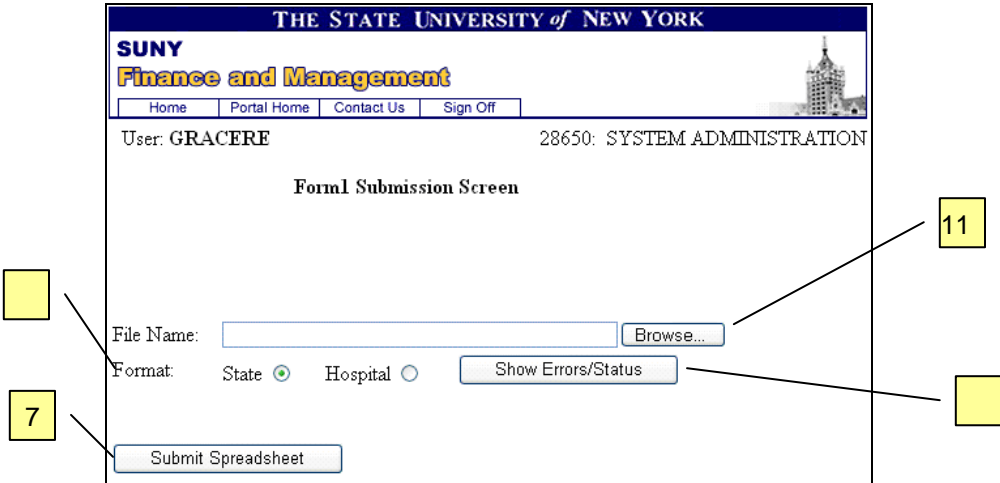 THE STATE UNIVERSITY of NEW YORK
SUNY
Finance and Management
Home Portal Home Contact Us Sign Off
User: GRACERE 28650: SYSTEM ADMINISTRATION
Form1 Submission Screen
11
File Name: Browse...
Format: State Hospital Show Errors/Status
7
Submit Spreadsheet